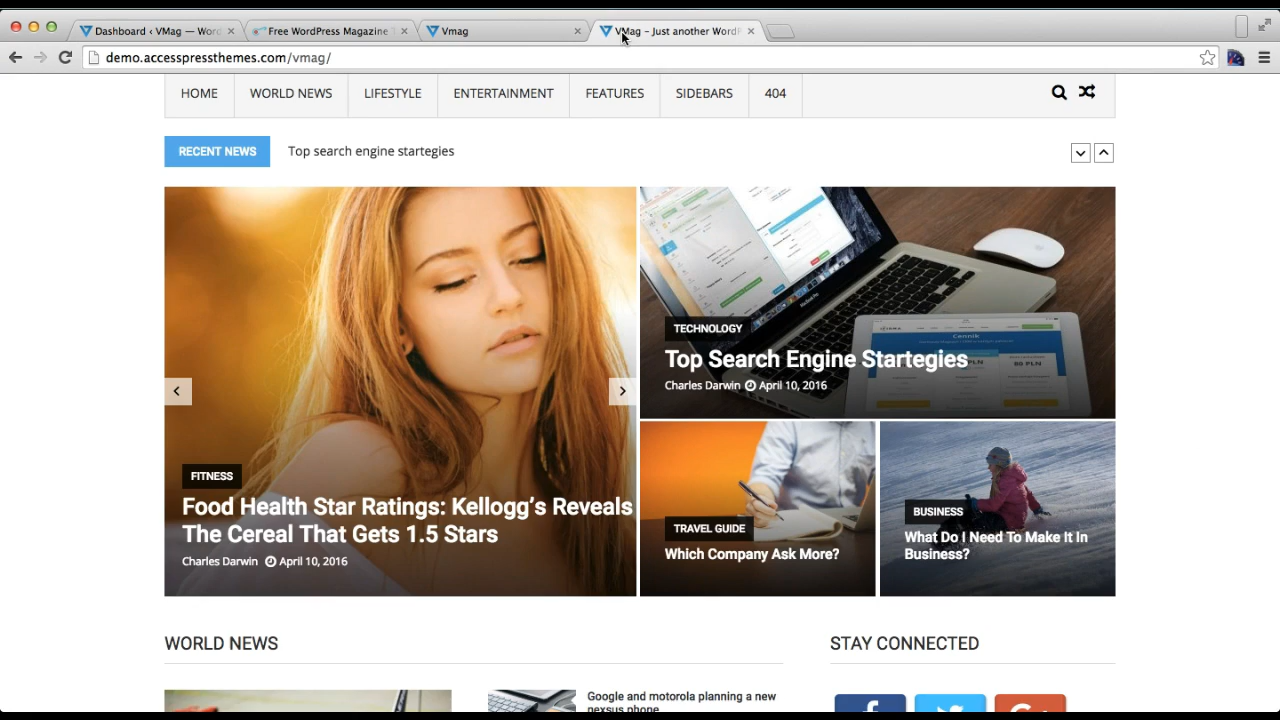 Dashboard ‹ VMag — Word
Free WordPress Magazine T
Vmag
VMag – Just another WordP
demo.accesspressthemes.com/vmag/
HOME
WORLD NEWS
LIFESTYLE
ENTERTAINMENT
FEATURES
SIDEBARS
404
RECENT NEWS
Top search engine startegies
FITNESS
Food Health Star Ratings: Kellogg’s Reveals
The Cereal That Gets 1.5 Stars
Charles Darwin April 10, 2016
TECHNOLOGY
Top Search Engine Startegies
Charles Darwin April 10, 2016
TRAVEL GUIDE
Which Company Ask More?
BUSINESS
What Do I Need To Make It In
Business?
WORLD NEWS
STAY CONNECTED
Google and motorola planning a new
nexsus phone